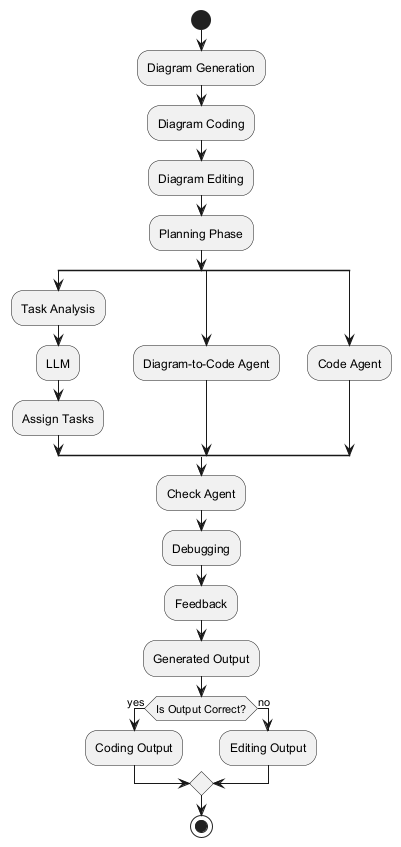 Diagram Generation
Diagram Coding
Diagram Editing
Planning Phase
Task Analysis
LLM
Diagram-to-Code Agent
Code Agent
Assign Tasks
Check Agent
Debugging
Feedback
Generated Output
yes
Is Output Correct?
no
Coding Output
Editing Output